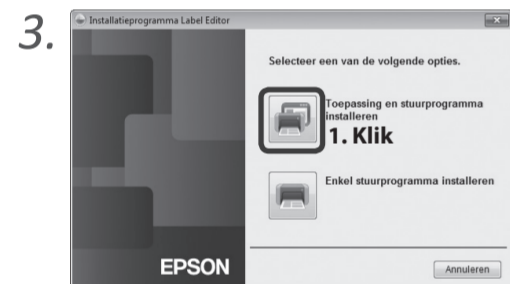 3.
Installatieprogramma Label Editor
Selecteer een van de volgende opties.
Toepassing en stuurprogramma
installeren
1. Klik
Enkel stuurprogramma installeren
EPSON
Annuleren